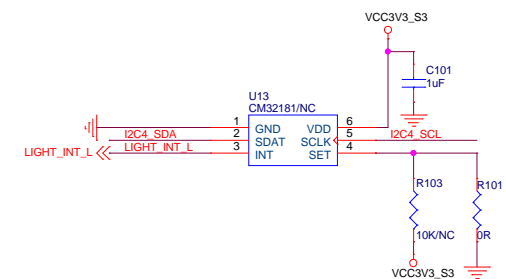 VCC3V3_S3
C101
1uF
U13
CM32181/NC
1 GND VDD 6
I2C4_SDA 2 SDAT SCLK 5 I2C4_SCL
LIGHT_INT_L LIGHT_INT_L 3 INT SET 4
R103 R101
10K/NC 0R
VCC3V3_S3